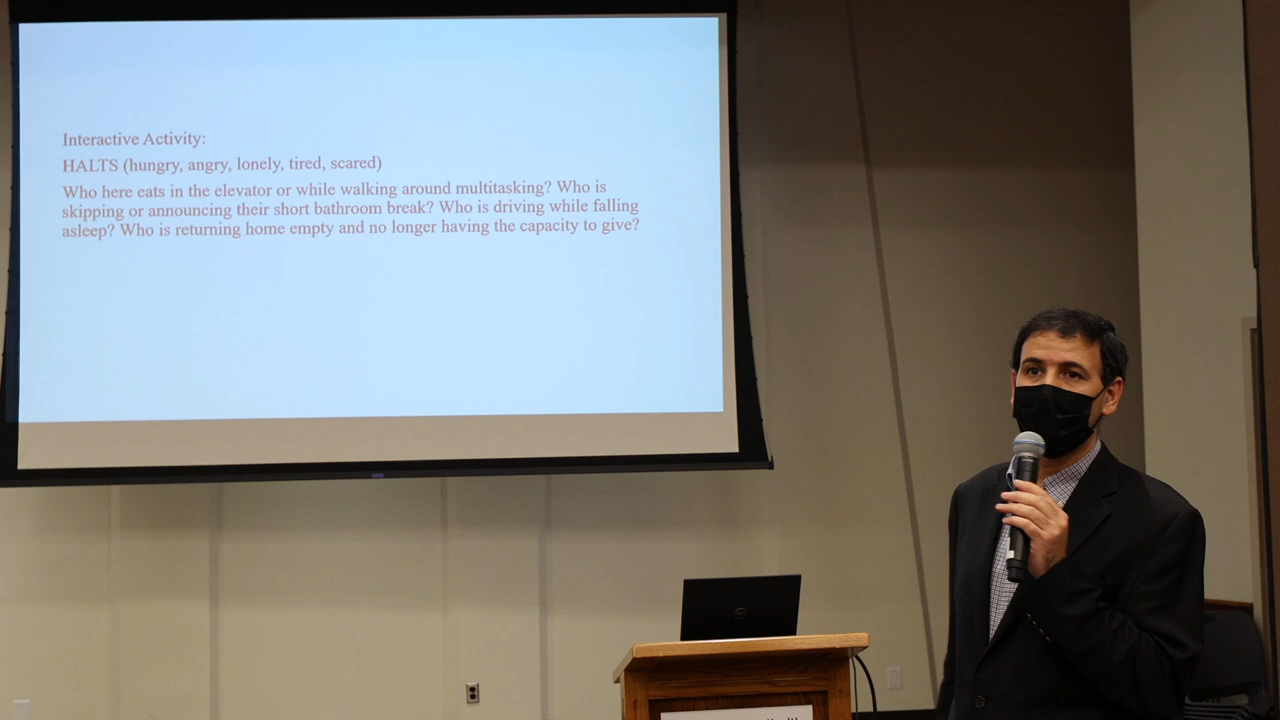 Interactive Activity:
HALTS (hungry, angry, lonely, tired, scared)
Who here eats in the elevator or while walking around multitasking? Who is
skipping or announcing their short bathroom break? Who is driving while falling
asleep? Who is returning home empty and no longer having the capacity to give?